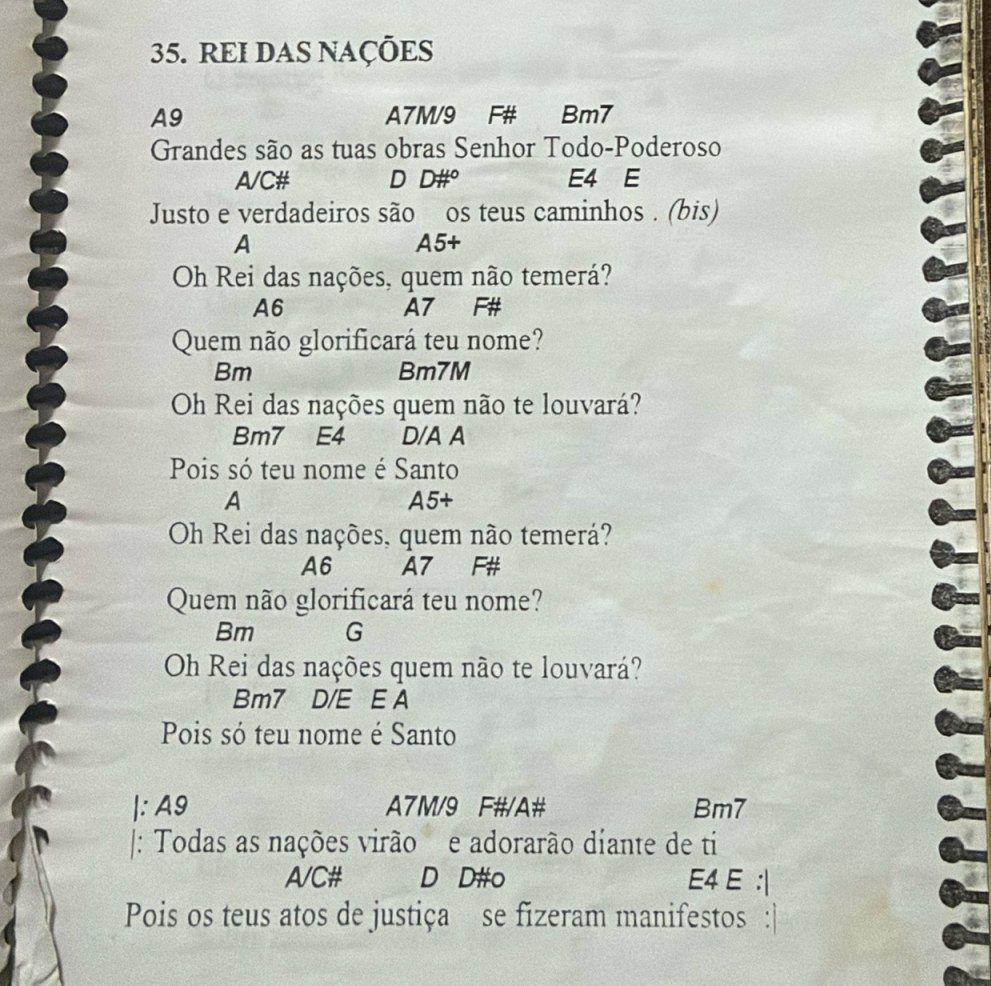 35. REI DAS NAÇÕES
A9 A7M/9 F# Bm7
Grandes são as tuas obras Senhor Todo-Poderoso
A/C# D D#º E4 E
Justo e verdadeiros são os teus caminhos . (bis)
A A5+
Oh Rei das nações, quem não temerá?
A6 A7 F#
Quem não glorificará teu nome?
Bm Bm7M
Oh Rei das nações quem não te louvará?
Bm7 E4 D/A A
Pois só teu nome é Santo
A A5+
Oh Rei das nações, quem não temerá?
A6 A7 F#
Quem não glorificará teu nome?
Bm G
Oh Rei das nações quem não te louvará?
Bm7 D/E E A
Pois só teu nome é Santo
|: A9 A7M/9 F#/A# Bm7
|: Todas as nações virão e adorarão diante de ti
A/C# D D#o E4 E :|
Pois os teus atos de justiça se fizeram manifestos :|